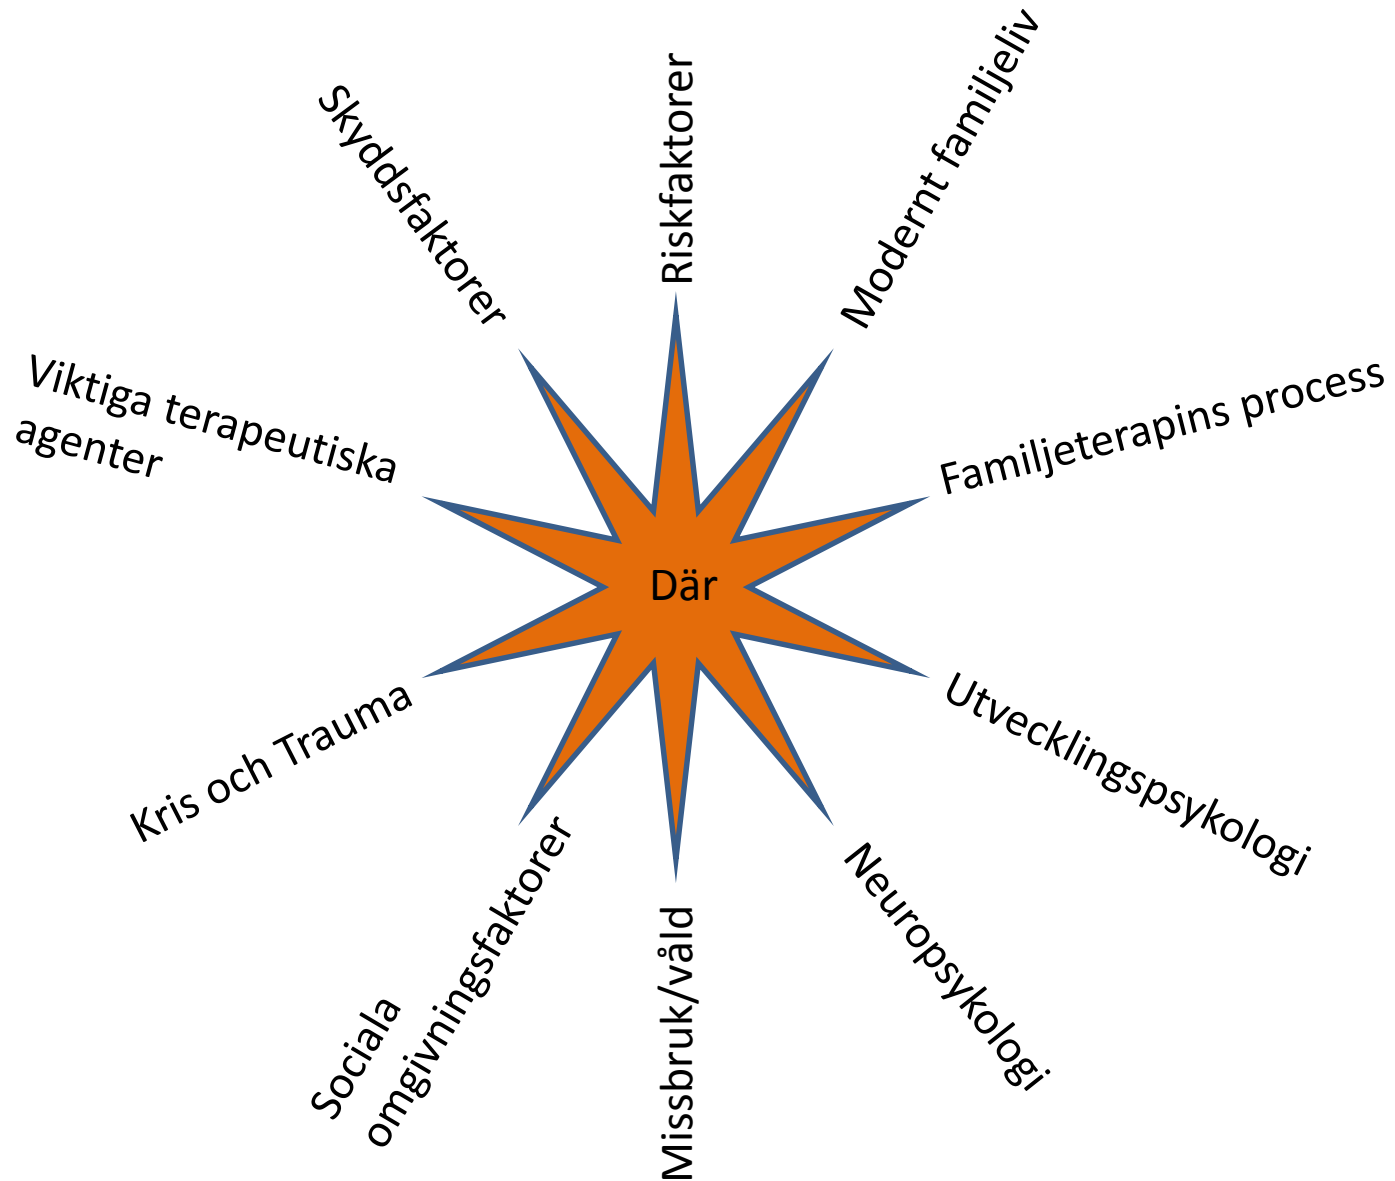 Riskfaktorer
Modernt familjeliv
Familjeterapins process
Utvecklingspsykologi
Neuropsykologi
Missbruk/våld
Sociala
omgivningsfaktorer
Kris och Trauma
Viktiga terapeutiska
agenter
Skyddsfaktorer
Där